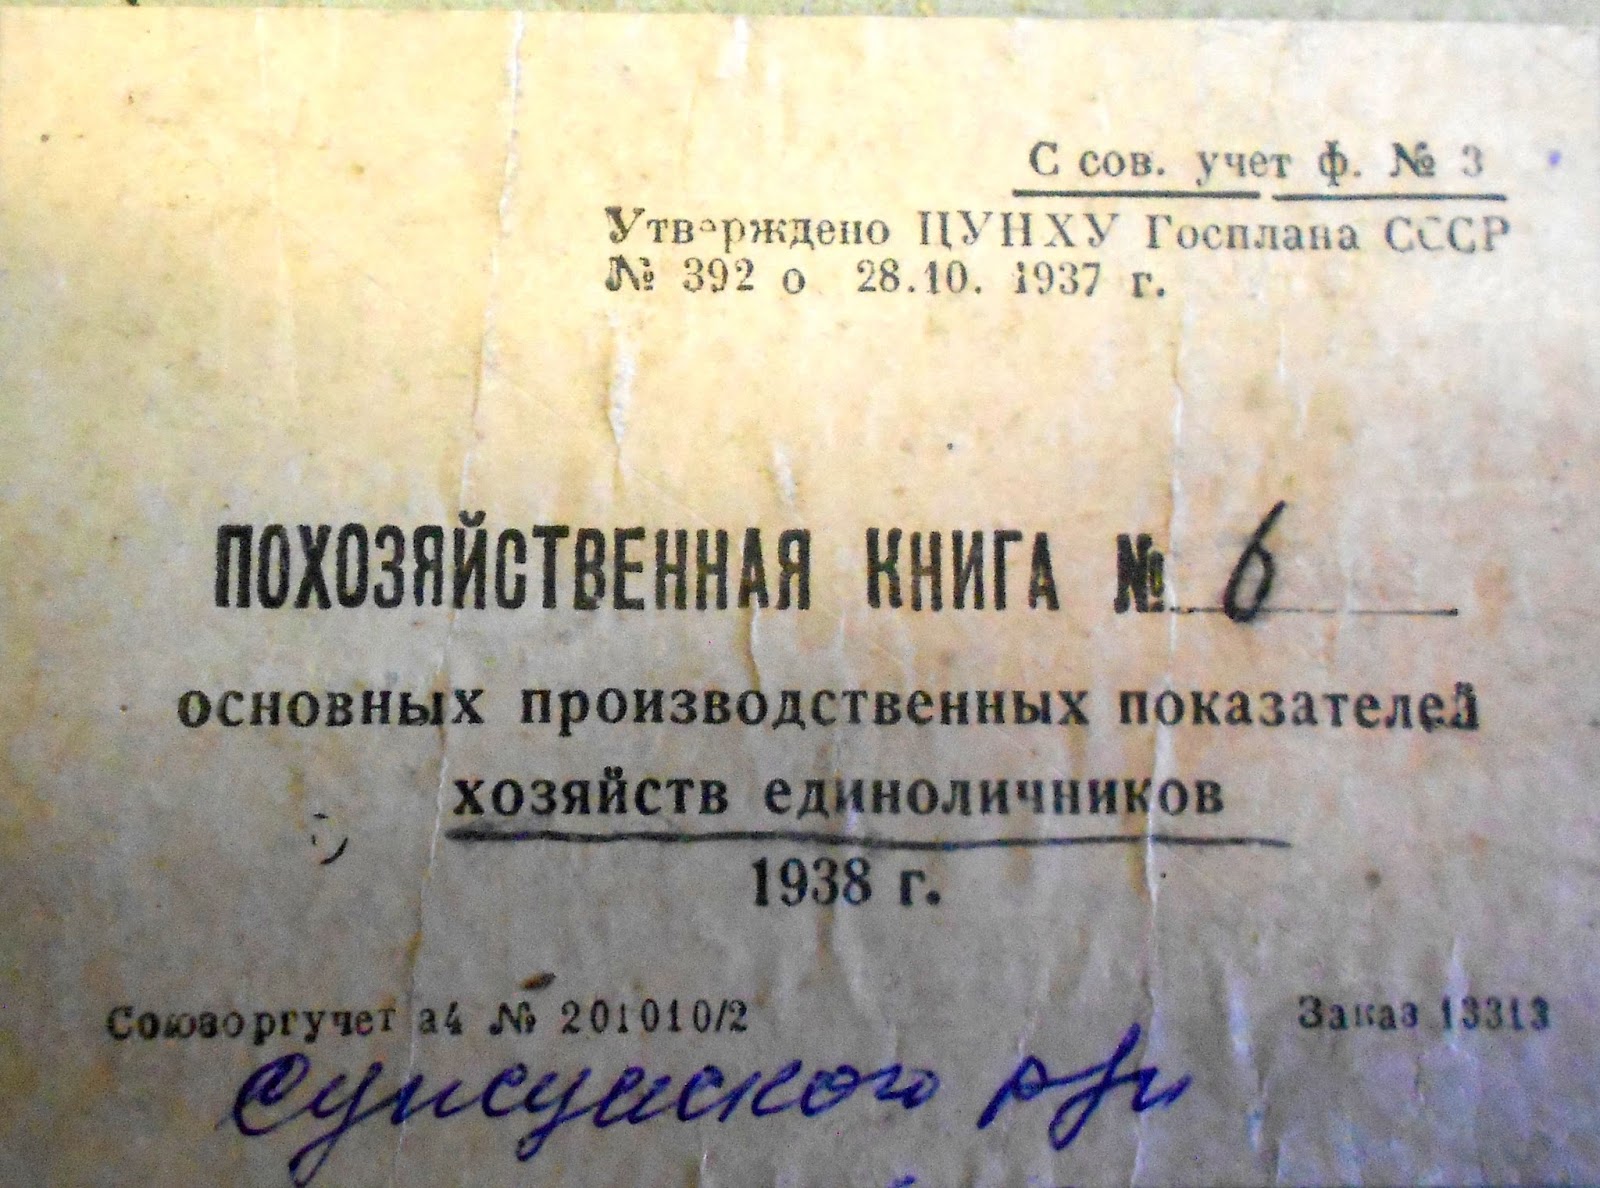 С сов. учет ф. № 3
Утверждено ЦУНХУ Госплана СССР
№ 392 о 28.10. 1937 г.
ПОХОЗЯЙСТВЕННАЯ КНИГА № 6
основных производственных показателей
хозяйств единоличников
1938 г.
Союзоргучет а4 № 201010/2
Заказ 13313